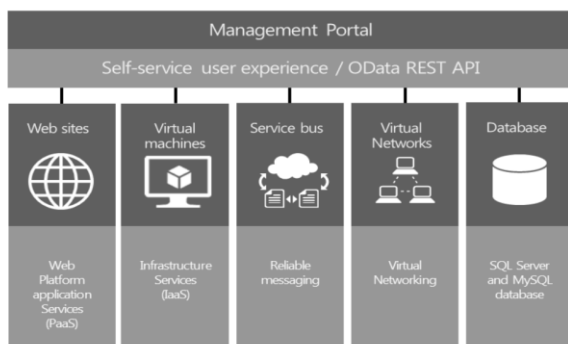 Management Portal
Self-service user experience / OData REST API
Web sites
Virtual
machines
Service bus
Virtual
Networks
Database
Web
Platform
application
Services
(PaaS)
Infrastructure
Services
(IaaS)
Reliable
messaging
Virtual
Networking
SQL Server
and MySQL
database